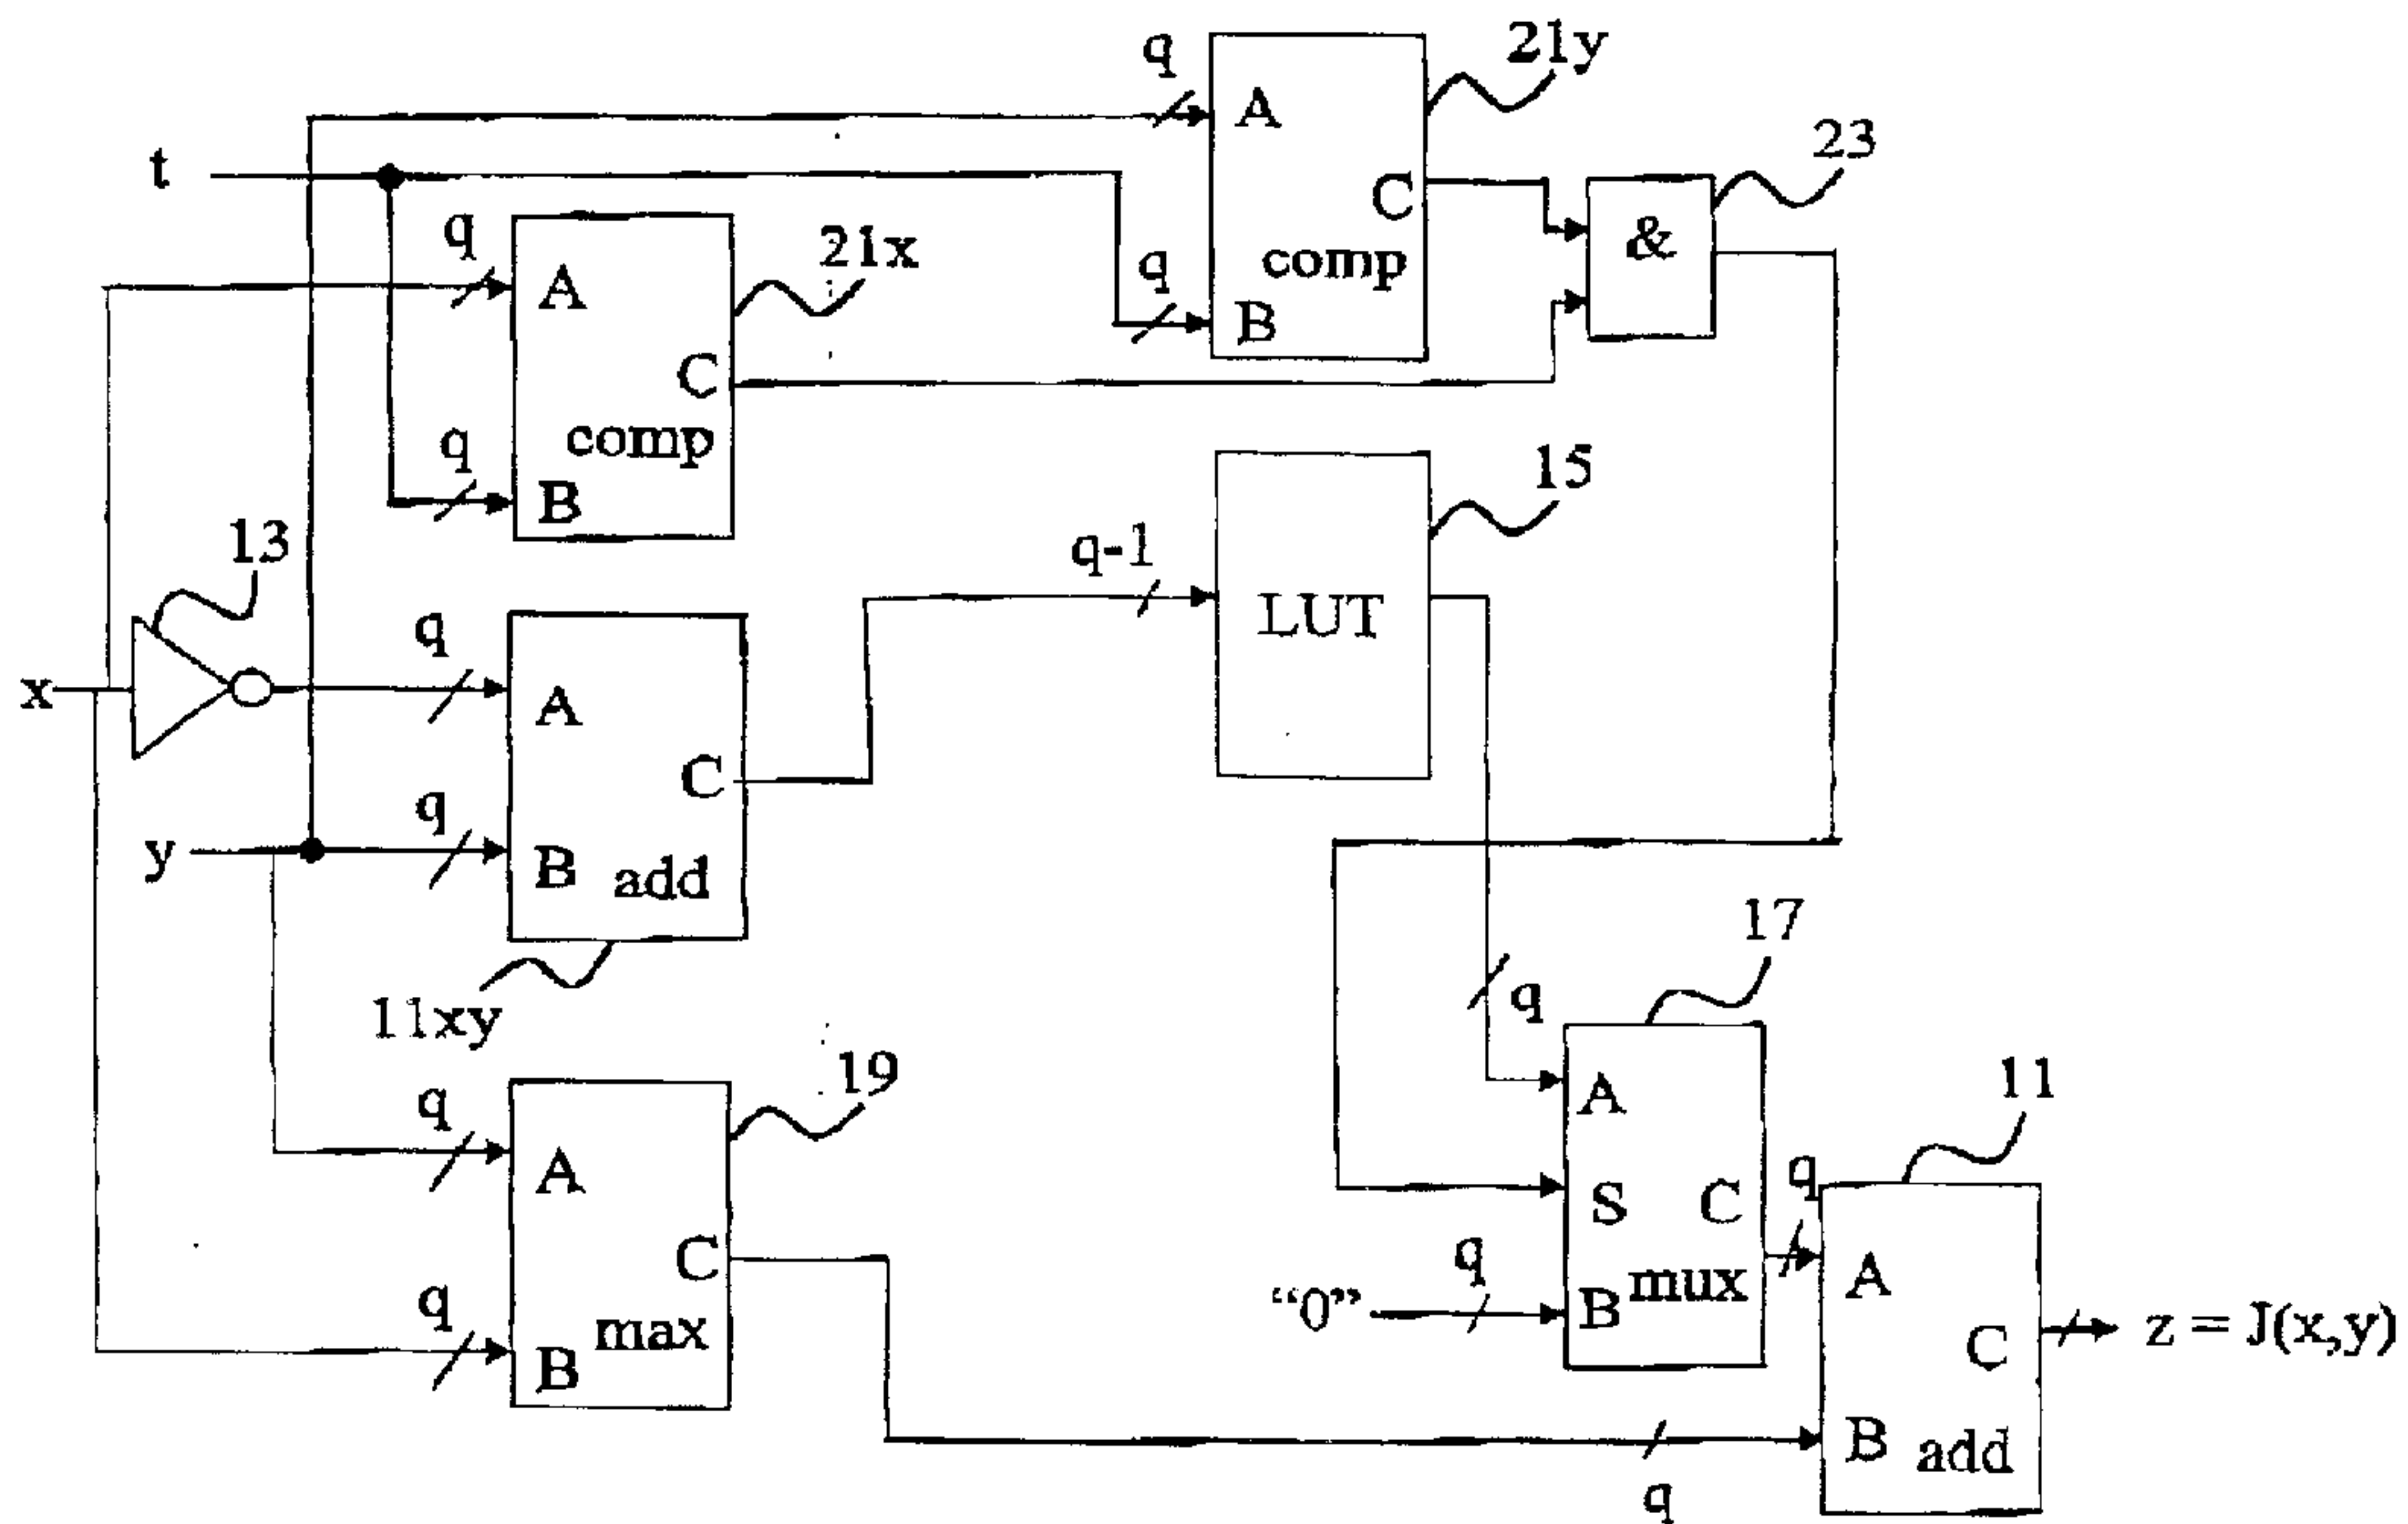 q
21y
A
23
t
C
&
q
21x
q
comp
A
B
C
q
comp
B
15
13
q-1
LUT
q
x
A
C
q
y
B add
17
11xy
q
19
q
11
A
A
q
S C
C
q
A
"0"
mux
q
B
max
z = J(x,y)
C
B
B add
q